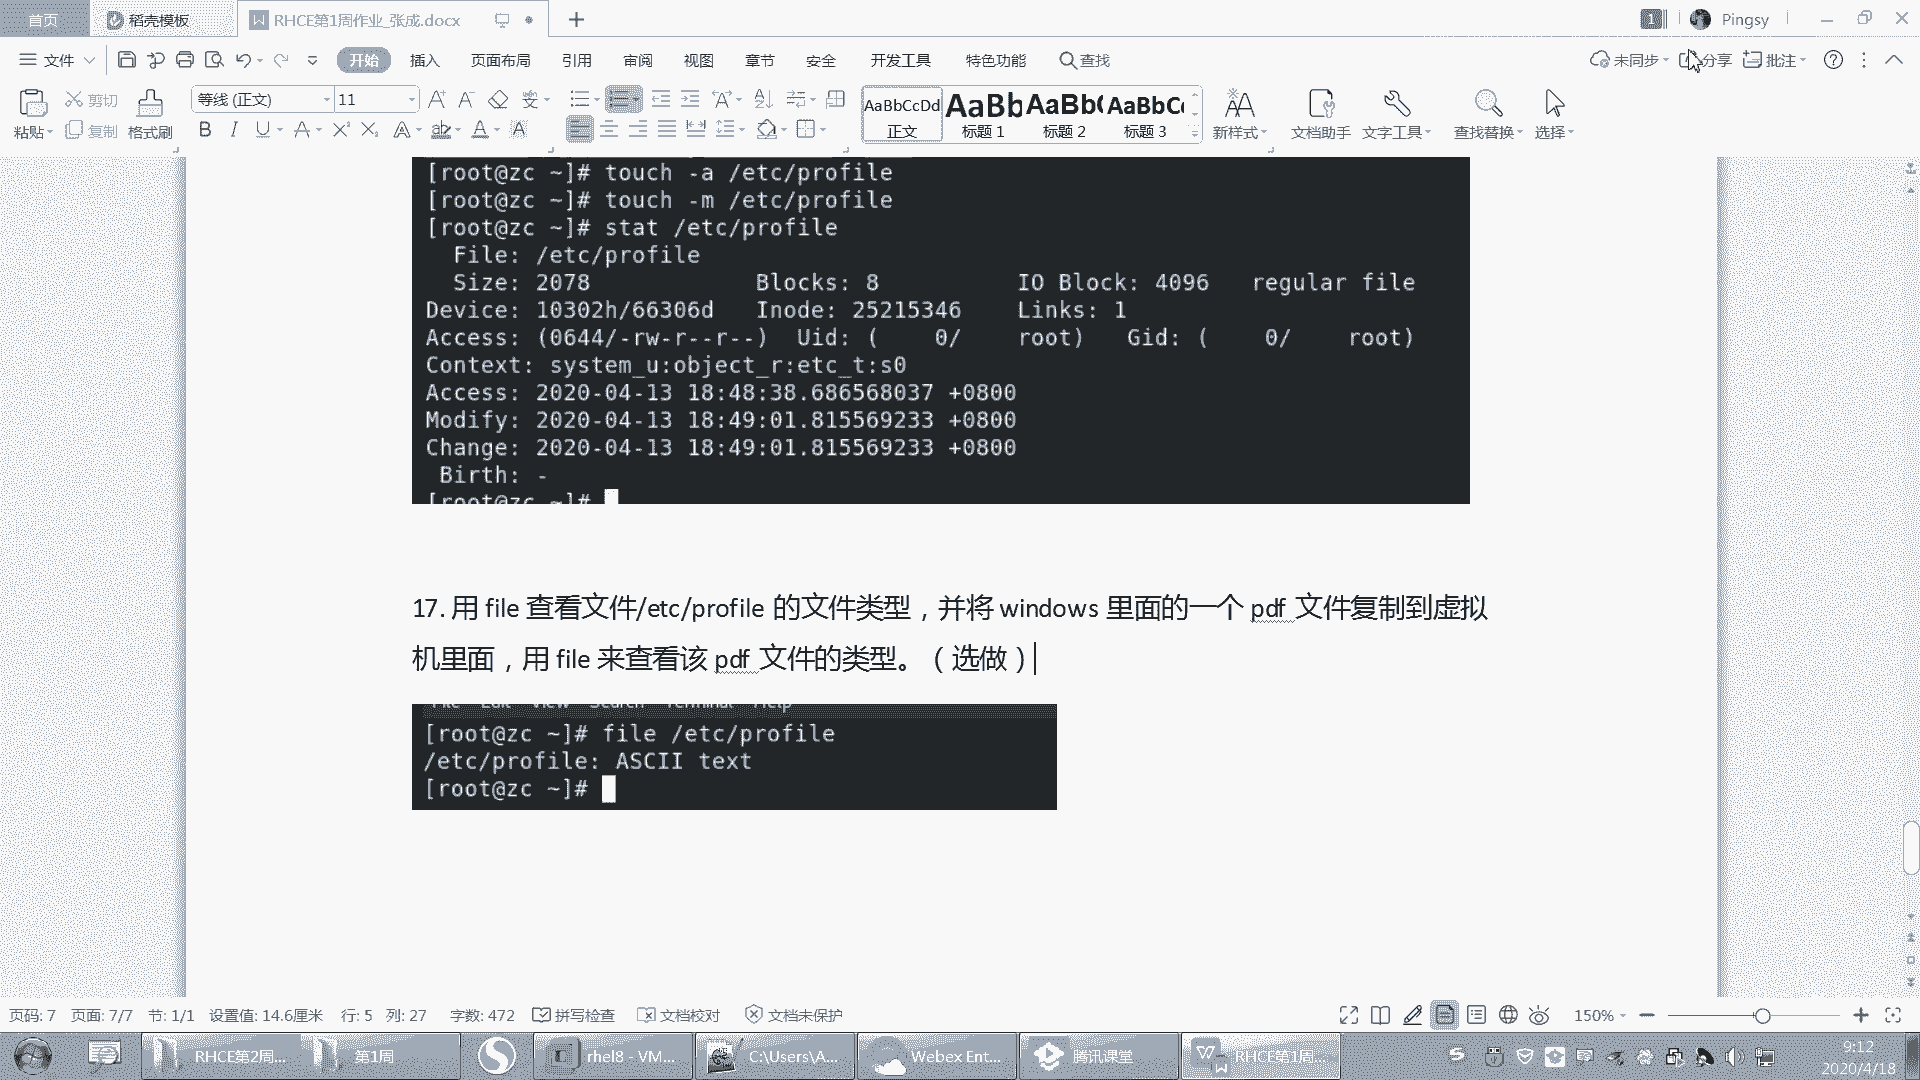 首页
稻壳模板
RHCE第1周作业_张成.docx
1
Pingsy
文件
开始
插入
页面布局
引用
审阅
视图
章节
安全
开发工具
特色功能
查找
未同步
分享
批注
粘贴
剪切
复制
格式刷
等线 (正文)
11
AaBbCcDd
正文
AaBb
标题 1
AaBb(
标题 2
AaBbC
标题 3
新样式
文档助手
文字工具
查找替换
选择
[root@zc ~]# touch -a /etc/profile
[root@zc ~]# touch -m /etc/profile
[root@zc ~]# stat /etc/profile
File: /etc/profile
Size: 2078 Blocks: 8 IO Block: 4096 regular file
Device: 10302h/66306d Inode: 25215346 Links: 1
Access: (0644/-rw-r--r--) Uid: ( 0/ root) Gid: ( 0/ root)
Context: system_u:object_r:etc_t:s0
Access: 2020-04-13 18:48:38.686568037 +0800
Modify: 2020-04-13 18:49:01.815569233 +0800
Change: 2020-04-13 18:49:01.815569233 +0800
Birth: -
[root@zc ~]#
17. 用 file 查看文件/etc/profile 的文件类型，并将 windows 里面的一个 pdf 文件复制到虚拟
机里面，用 file 来查看该 pdf 文件的类型。（选做）
File Edit View Search Terminal Help
[root@zc ~]# file /etc/profile
/etc/profile: ASCII text
[root@zc ~]#
页码: 7 页面: 7/7 节: 1/1 设置值: 14.6厘米 行: 5 列: 27 字数: 472 拼写检查 文档校对 文档未保护
150%
RHCE第2周...
第1周
rhel8 - VM...
C:\Users\A...
Webex Ent...
腾讯课堂
RHCE第1周...
9:12
2020/4/18